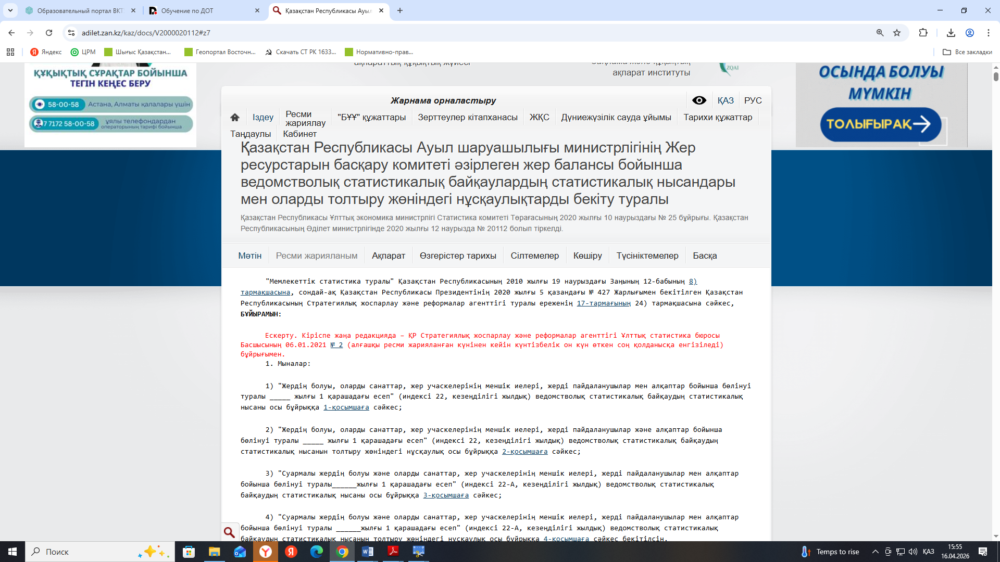 Образовательный портал ВКТ
Обучение по ДОТ
Қазақстан Республикасы Ауыл
adilet.zan.kz/kaz/docs/V2000020112#z7
Яндекс
ЦРМ
Шығыс Қазақстан...
Геопортал Восточн...
Скачать СТ РК 1633...
Нормативно-прав...
Все закладки
ақпараттық құқықтық жүйесі
Заңнама және құқықтық
ақпарат институты
ZQAI
ҚҰҚЫҚТЫҚ СҰРАҚТАР БОЙЫНША
ТЕГІН КЕҢЕС БЕРУ
58-00-58 Астана, Алматы қалалары үшін
7 7172 58-00-58 ұялы телефондардан
операторының тарифі бойынша
ОСЫНДА БОЛУЫ
МҮМКІН
ТОЛЫҒЫРАҚ
Жарнама орналастыру
ҚАЗ
РУС
Іздеу
Ресми жариялау
"БҰҰ" құжаттары
Зерттеулер кітапханасы
ЖҚС
Дүниежүзілік сауда ұйымы
Тарихи құжаттар
Таңдаулы
Кабинет
Қазақстан Республикасы Ауыл шаруашылығы министрлігінің Жер
ресурстарын басқару комитеті әзірлеген жер балансы бойынша
ведомстволық статистикалық байқаулардың статистикалық нысандары
мен оларды толтыру жөніндегі нұсқаулықтарды бекіту туралы
Қазақстан Республикасы Ұлттық экономика министрлігі Статистика комитеті Төрағасының 2020 жылғы 10 наурыздағы № 25 бұйрығы. Қазақстан
Республикасының Әділет министрлігінде 2020 жылғы 12 наурызда № 20112 болып тіркелді.
Мәтін
Ресми жарияланым
Ақпарат
Өзгерістер тарихы
Сілтемелер
Көшіру
Түсініктемелер
Басқа
"Мемлекеттік статистика туралы" Қазақстан Республикасының 2010 жылғы 19 наурыздағы Заңының 12-бабының 8)
тармақшасына, сондай-ақ Қазақстан Республикасы Президентінің 2020 жылғы 5 қазандағы № 427 Жарлығымен бекітілген Қазақстан
Республикасының Стратегиялық жоспарлау және реформалар агенттігі туралы ереженің 17-тармағының 24) тармақшасына сәйкес,
БҰЙЫРАМЫН:
Ескерту. Кіріспе жаңа редакцияда – ҚР Стратегиялық жоспарлау және реформалар агенттігі Ұлттық статистика бюросы
Басшысының 06.01.2021 № 2 (алғашқы ресми жарияланған күнінен кейін күнтізбелік он күн өткен соң қолданысқа енгізіледі)
бұйрығымен.
1. Мыналар:
1) "Жердің болуы, оларды санаттар, жер учаскелерінің меншік иелері, жерді пайдаланушылар мен алқаптар бойынша бөлінуі
туралы _____ жылғы 1 қарашадағы есеп" (индексі 22, кезеңділігі жылдық) ведомстволық статистикалық байқаудың статистикалық
нысаны осы бұйрыққа 1-қосымшаға сәйкес;
2) "Жердің болуы, оларды санаттар, жер учаскелерінің меншік иелері, жерді пайдаланушылар және алқаптар бойынша
бөлінуі туралы _____ жылғы 1 қарашадағы есеп" (индексі 22, кезеңділігі жылдық) ведомстволық статистикалық байқаудың
статистикалық нысанын толтыру жөніндегі нұсқаулық осы бұйрыққа 2-қосымшаға сәйкес;
3) "Суармалы жердің болуы және оларды санаттар, жер учаскелерінің меншік иелері, жерді пайдаланушылар мен алқаптар
бойынша бөлінуі туралы______жылғы 1 қарашадағы есеп" (индексі 22-А, кезеңділігі жылдық) ведомстволық статистикалық
байқаудың статистикалық нысаны осы бұйрыққа 3-қосымшаға сәйкес;
4) "Суармалы жердің болуы және оларды санаттар, жер учаскелерінің меншік иелері, жерді пайдаланушылар мен алқаптар
бойынша бөлінуі туралы ______жылғы 1 қарашадағы есеп" (индексі 22-А, кезеңділігі жылдық) ведомстволық статистикалық
байқаудың статистикалық нысанын толтыру жөніндегі нұсқаулық осы бұйрыққа 4-қосымшаға сәйкес бекітілсін.
Поиск
Temps to rise
ҚАЗ
15:55
16.04.2026